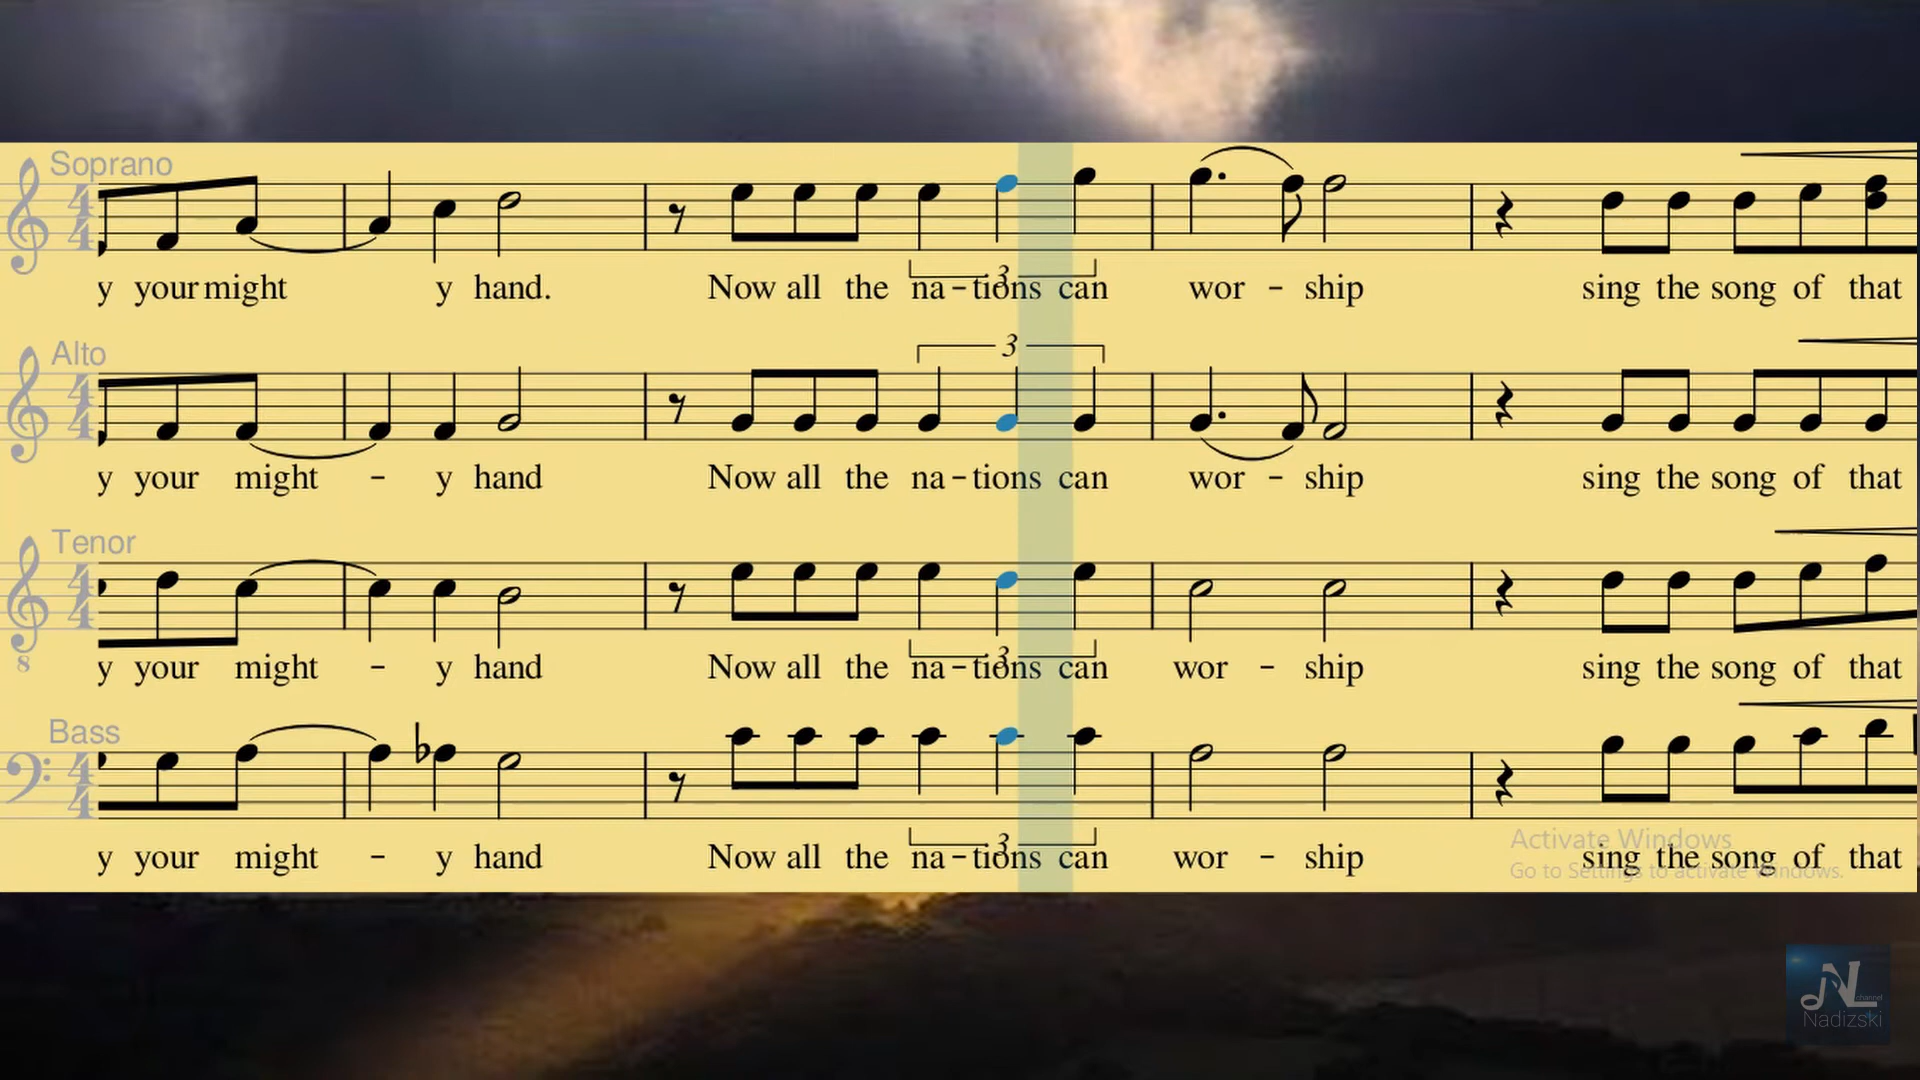 Soprano
y your might y hand. Now all the na - tions can wor - ship sing the song of that
3
Alto
3
y your might - y hand Now all the na - tions can wor - ship sing the song of that
Tenor
8
3
y your might - y hand Now all the na - tions can wor - ship sing the song of that
Bass
3
y your might - y hand Now all the na - tions can wor - ship sing the song of that
Activate Windows
Go to Settings to activate Windows.
NL
channel
Nadizski